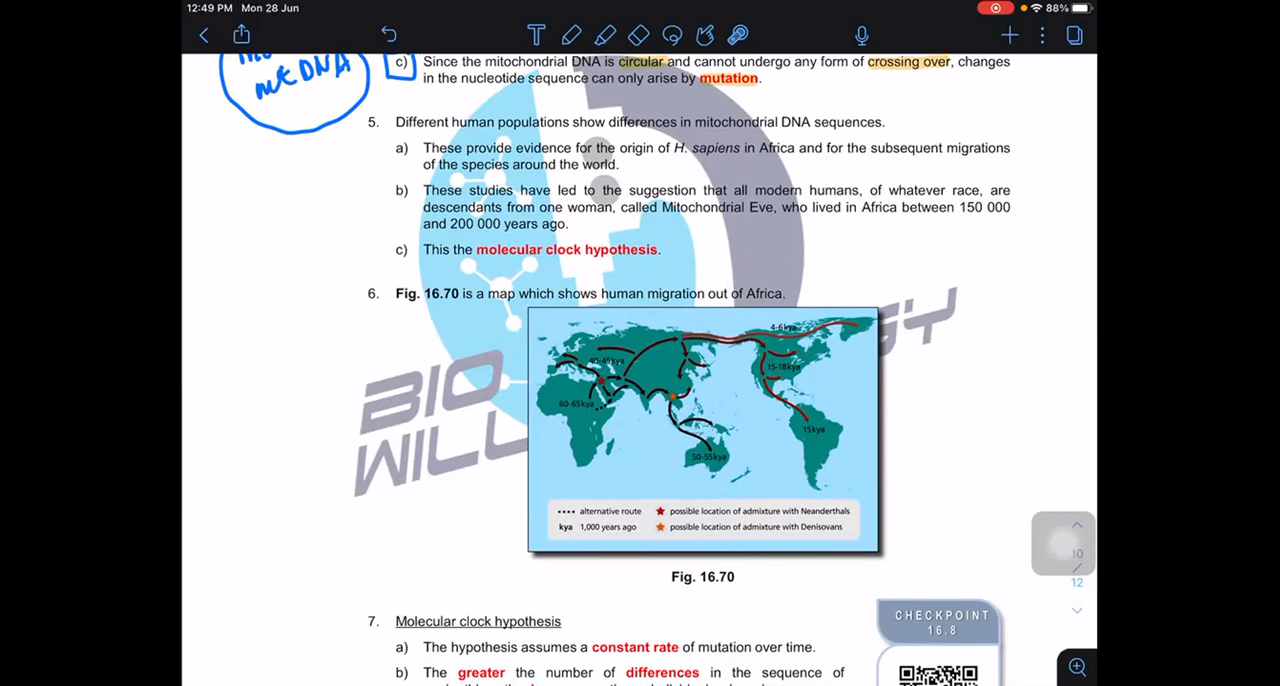 12:49 PM Mon 28 Jun
88%
mt DNA
c) Since the mitochondrial DNA is circular and cannot undergo any form of crossing over, changes
in the nucleotide sequence can only arise by mutation.
5. Different human populations show differences in mitochondrial DNA sequences.
a) These provide evidence for the origin of H. sapiens in Africa and for the subsequent migrations
of the species around the world.
b) These studies have led to the suggestion that all modern humans, of whatever race, are
descendants from one woman, called Mitochondrial Eve, who lived in Africa between 150 000
and 200 000 years ago.
c) This the molecular clock hypothesis.
6. Fig. 16.70 is a map which shows human migration out of Africa.
4-6kya
40-45kya
15-18kya
60-65kya
15kya
50-55kya
.... alternative route ★ possible location of admixture with Neanderthals
kya 1,000 years ago ★ possible location of admixture with Denisovans
BIO
WILL
GY
Fig. 16.70
10
/
12
7. Molecular clock hypothesis
CHECKPOINT
16.8
a) The hypothesis assumes a constant rate of mutation over time.
b) The greater the number of differences in the sequence of